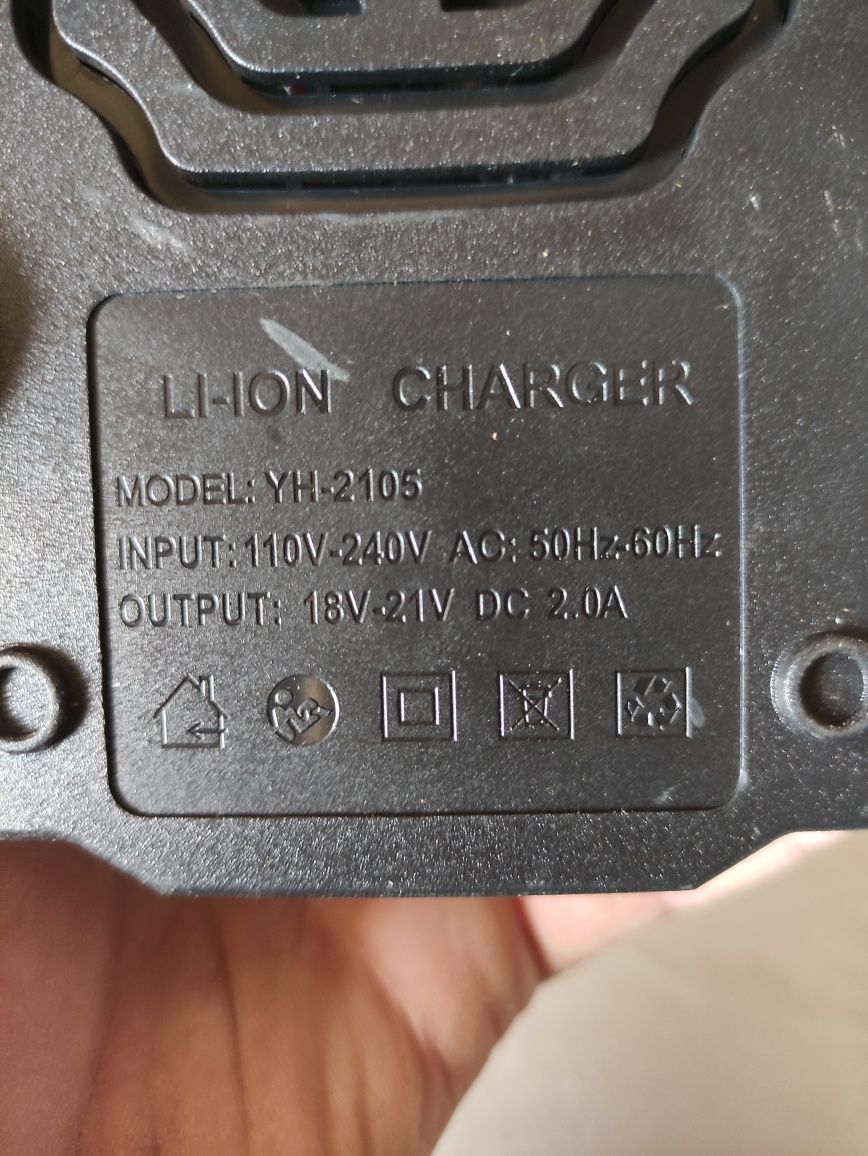 LI-ION CHARGER
MODEL: YH-2105
INPUT: 110V-240V AC: 50Hz-60Hz
OUTPUT: 18V-21V DC 2.0A